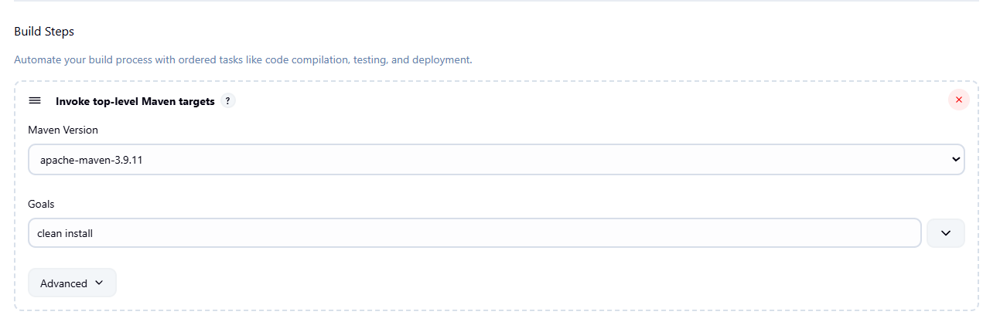 Build Steps
Automate your build process with ordered tasks like code compilation, testing, and deployment.
Invoke top-level Maven targets ?
Maven Version
apache-maven-3.9.11
Goals
clean install
Advanced